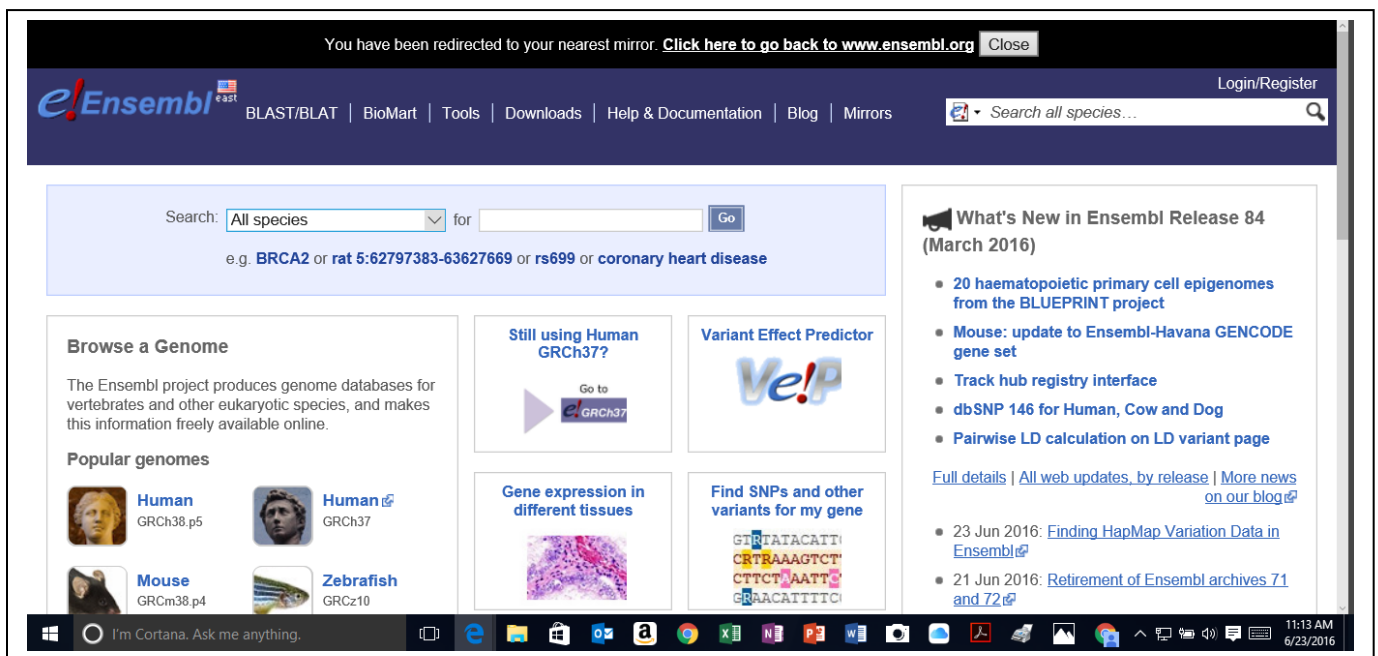 You have been redirected to your nearest mirror. Click here to go back to www.ensembl.org Close
Login/Register
e!Ensembl east
BLAST/BLAT | BioMart | Tools | Downloads | Help & Documentation | Blog | Mirrors
Search all species…
Search: All species for Go
e.g. BRCA2 or rat 5:62797383-63627669 or rs699 or coronary heart disease
Browse a Genome
The Ensembl project produces genome databases for
vertebrates and other eukaryotic species, and makes
this information freely available online.
Popular genomes
Human
GRCh38.p5
Human
GRCh37
Mouse
GRCm38.p4
Zebrafish
GRCz10
Still using Human
GRCh37?
Go to
e! GRCh37
Variant Effect Predictor
Ve!P
Gene expression in
different tissues
Find SNPs and other
variants for my gene
GTRTATACATT
CRTRAAAGTCT
CTTCTAAATTC
GRAACATTTTC
What's New in Ensembl Release 84
(March 2016)
20 haematopoietic primary cell epigenomes
from the BLUEPRINT project
Mouse: update to Ensembl-Havana GENCODE
gene set
Track hub registry interface
dbSNP 146 for Human, Cow and Dog
Pairwise LD calculation on LD variant page
Full details | All web updates, by release | More news
on our blog
23 Jun 2016: Finding HapMap Variation Data in
Ensembl
21 Jun 2016: Retirement of Ensembl archives 71
and 72
I'm Cortana. Ask me anything.
11:13 AM
6/23/2016